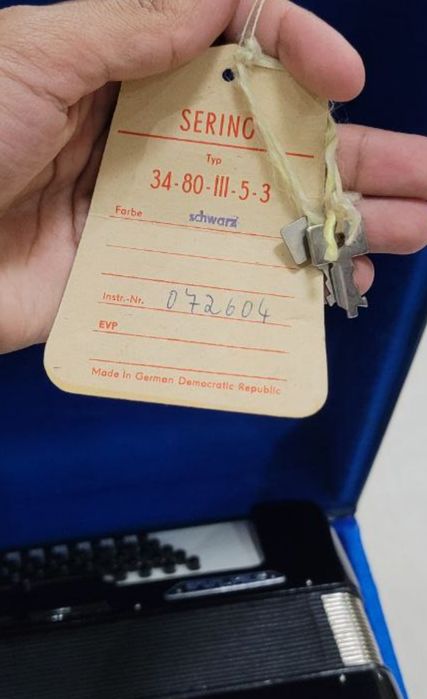 SERINO
Typ
34-80-III-5-3
Farbe schwarz
Instr.-Nr. 072604
EVP
Made in German Democratic Republic